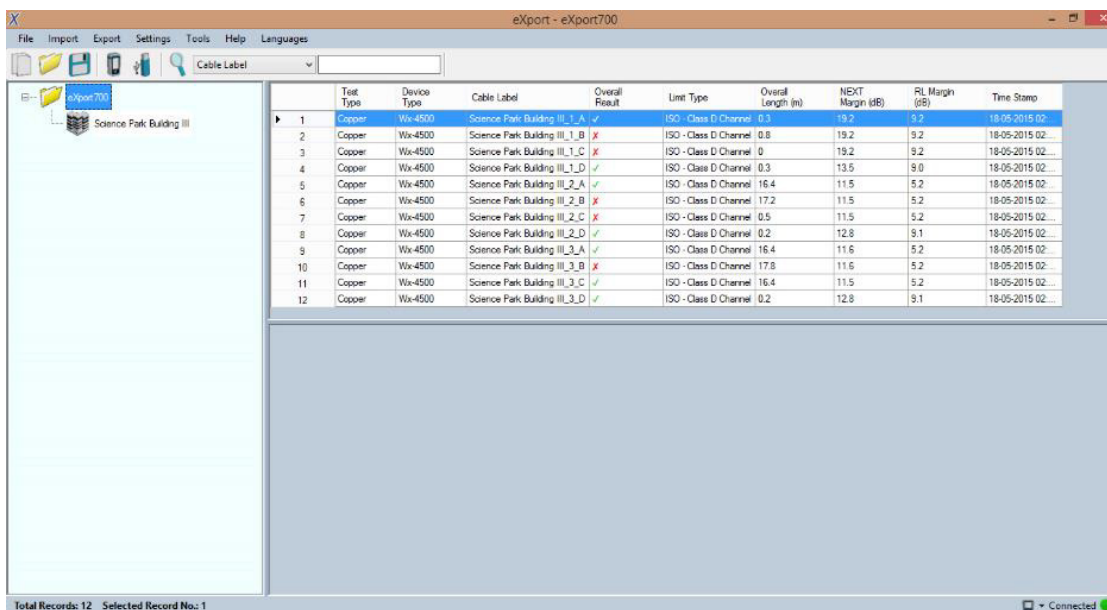 eXport - eXport700
File Import Export Settings Tools Help Languages
Cable Label
eXport700
Science Park Building III
Test Type Device Type Cable Label Overall Result Limit Type Overall Length (m) NEXT Margin (dB) RL Margin (dB) Time Stamp
1 Copper Wx-4500 Science Park Building III_1_A ✓ ISO - Class D Channel 0.3 19.2 9.2 18-05-2015 02:...
2 Copper Wx-4500 Science Park Building III_1_B ✗ ISO - Class D Channel 0.8 19.2 9.2 18-05-2015 02:...
3 Copper Wx-4500 Science Park Building III_1_C ✗ ISO - Class D Channel 0 19.2 9.2 18-05-2015 02:...
4 Copper Wx-4500 Science Park Building III_1_D ✓ ISO - Class D Channel 0.3 13.5 9.0 18-05-2015 02:...
5 Copper Wx-4500 Science Park Building III_2_A ✓ ISO - Class D Channel 16.4 11.5 5.2 18-05-2015 02:...
6 Copper Wx-4500 Science Park Building III_2_B ✗ ISO - Class D Channel 17.2 11.5 5.2 18-05-2015 02:...
7 Copper Wx-4500 Science Park Building III_2_C ✗ ISO - Class D Channel 0.5 11.5 5.2 18-05-2015 02:...
8 Copper Wx-4500 Science Park Building III_2_D ✓ ISO - Class D Channel 0.2 12.8 9.1 18-05-2015 02:...
9 Copper Wx-4500 Science Park Building III_3_A ✓ ISO - Class D Channel 16.4 11.6 5.2 18-05-2015 02:...
10 Copper Wx-4500 Science Park Building III_3_B ✗ ISO - Class D Channel 17.8 11.6 5.2 18-05-2015 02:...
11 Copper Wx-4500 Science Park Building III_3_C ✓ ISO - Class D Channel 16.4 11.5 5.2 18-05-2015 02:...
12 Copper Wx-4500 Science Park Building III_3_D ✓ ISO - Class D Channel 0.2 12.8 9.1 18-05-2015 02:...
Total Records: 12 Selected Record No.: 1 Connected